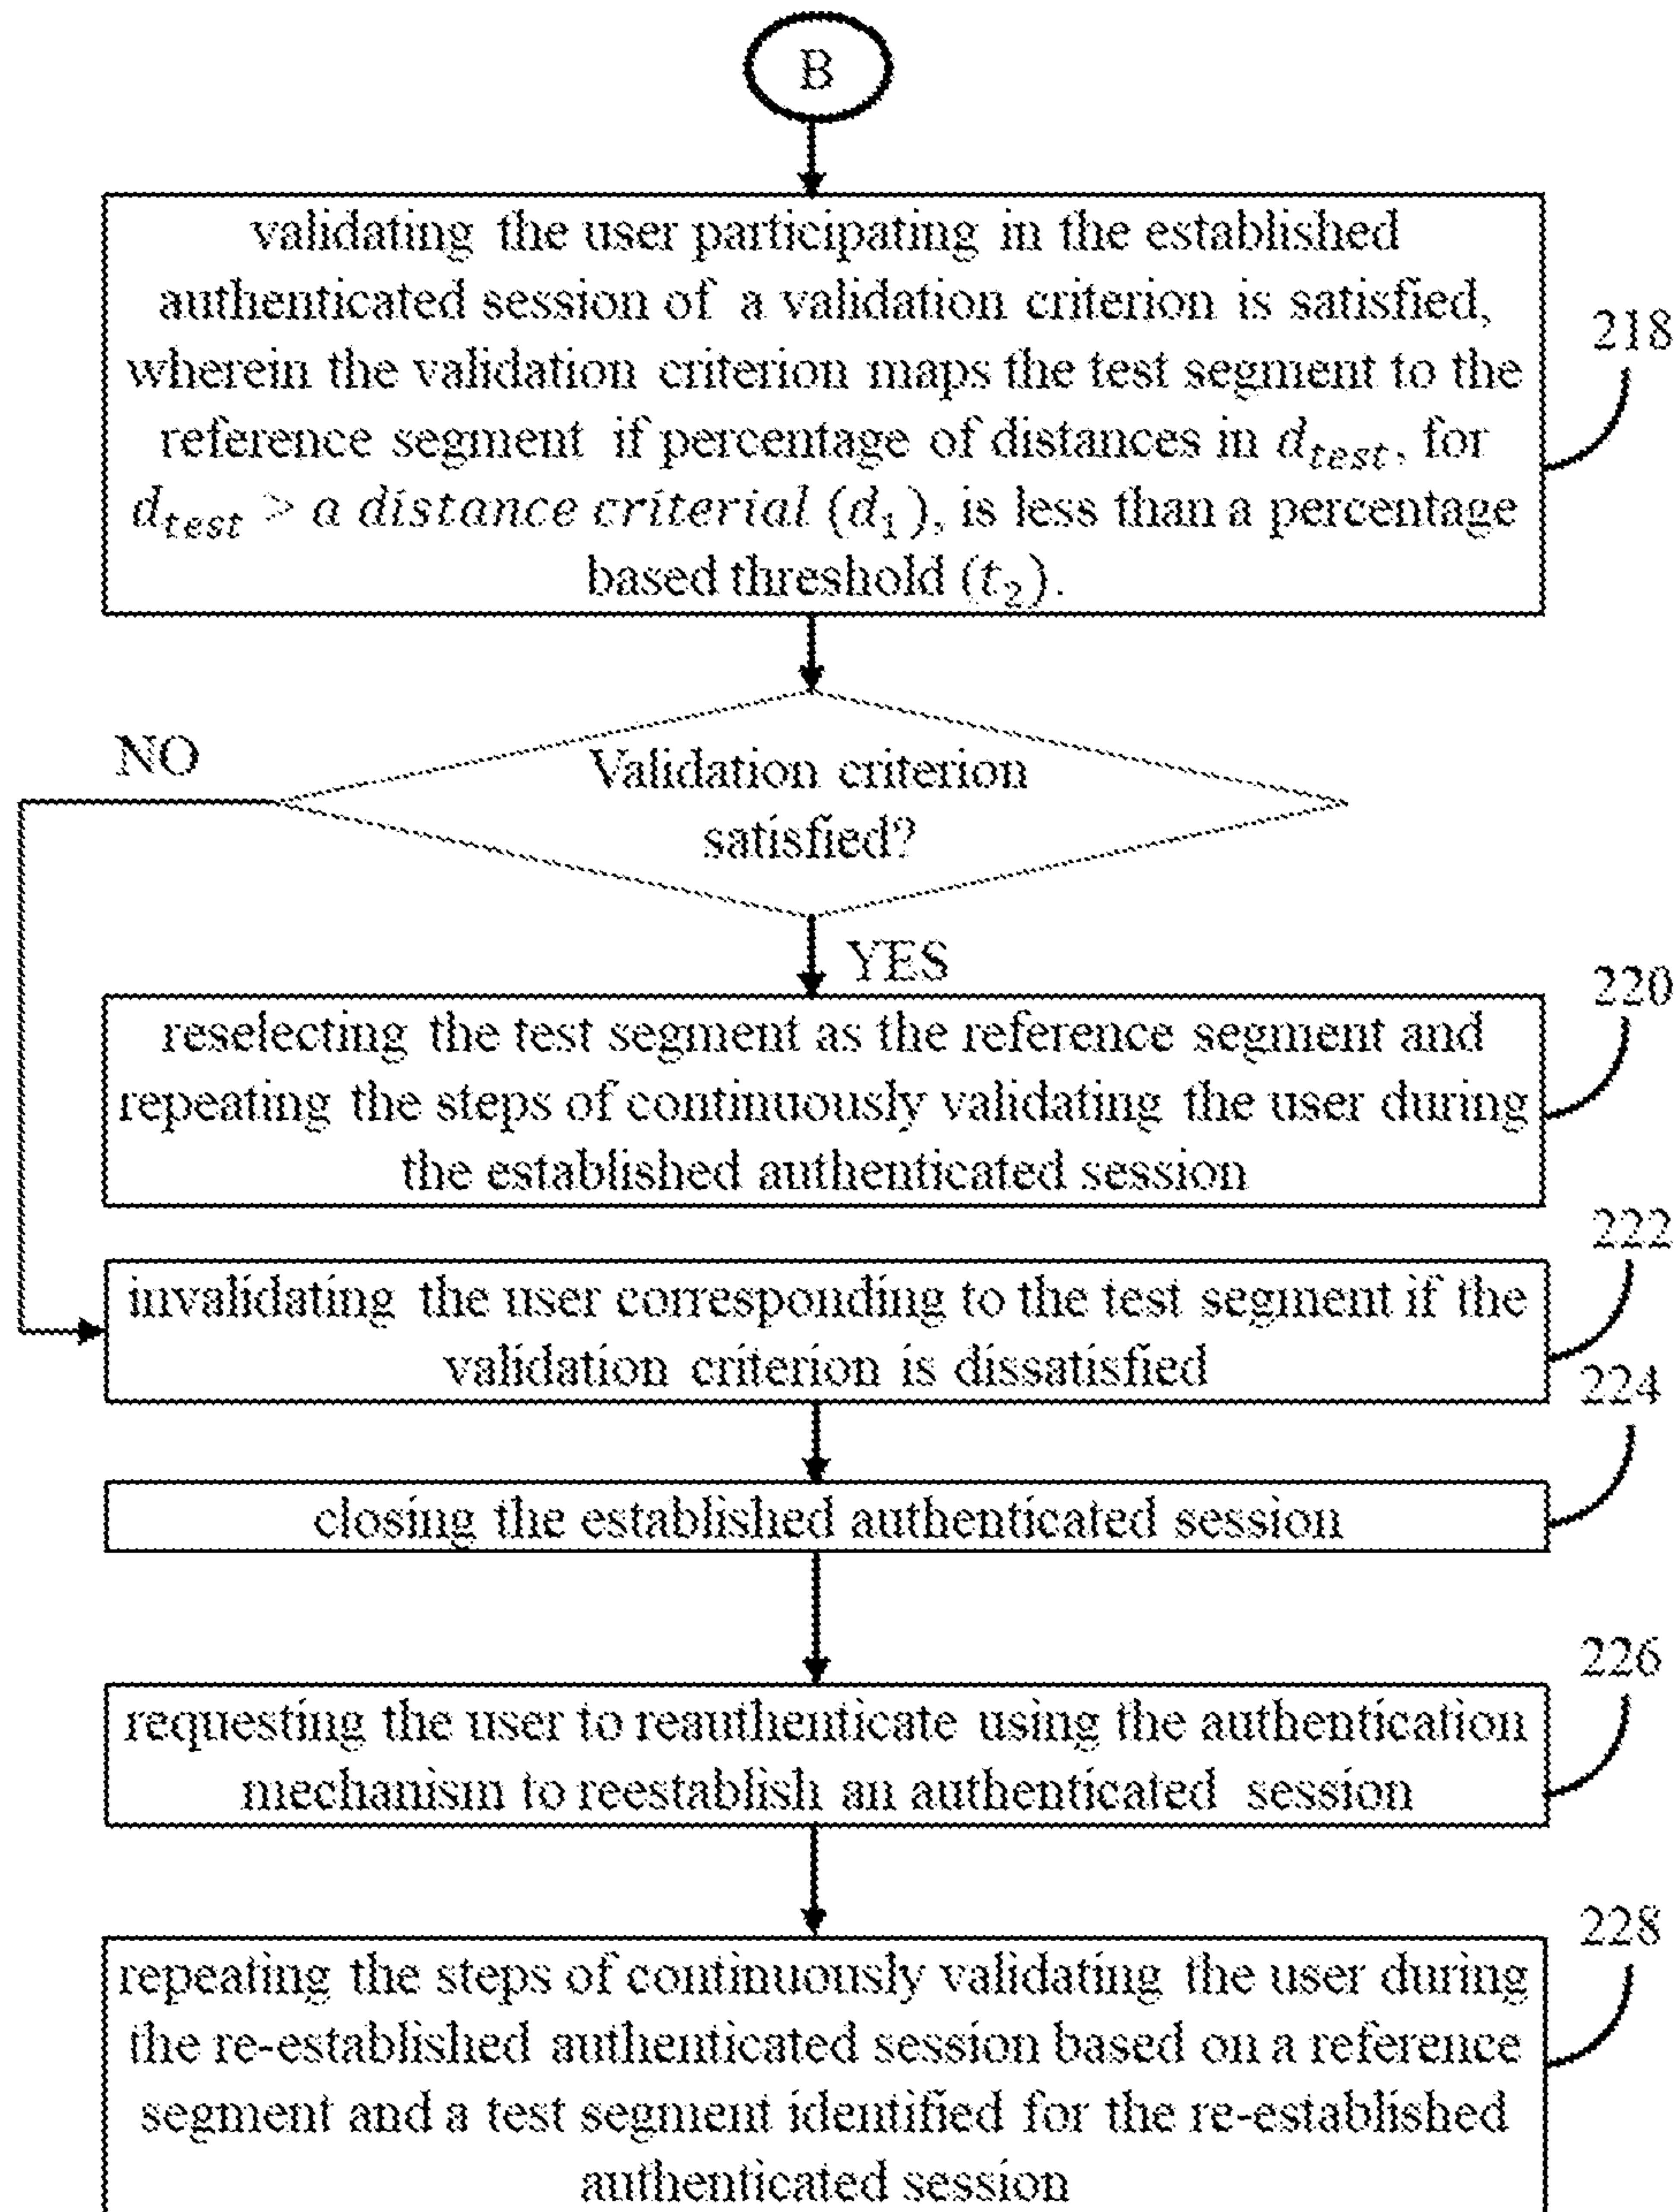 B
validating the user participating in the established
authenticated session of a validation criterion is satisfied,
wherein the validation criterion maps the test segment to the
reference segment if percentage of distances in d_test, for
d_test > a distance criterial (d_1), is less than a percentage
based threshold (t_2).
218
NO
Validation criterion
satisfied?
YES
220
reselecting the test segment as the reference segment and
repeating the steps of continuously validating the user during
the established authenticated session
222
invalidating the user corresponding to the test segment if the
validation criterion is dissatisfied
224
closing the established authenticated session
226
requesting the user to reauthenticate using the authentication
mechanism to reestablish an authenticated session
228
repeating the steps of continuously validating the user during
the re-established authenticated session based on a reference
segment and a test segment identified for the re-established
authenticated session